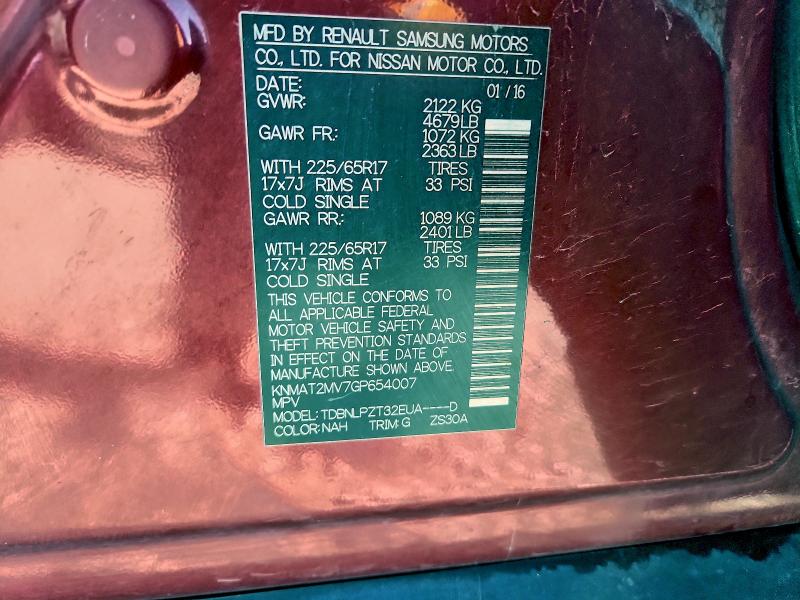 MFD BY RENAULT SAMSUNG MOTORS
CO., LTD. FOR NISSAN MOTOR CO., LTD.
DATE: 01 / 16
GVWR: 2122 KG
4679LB
GAWR FR: 1072 KG
2363LB
WITH 225/65R17 TIRES
17x7J RIMS AT 33 PSI
COLD SINGLE
GAWR RR: 1089 KG
2401 LB
WITH 225/65R17 TIRES
17x7J RIMS AT 33 PSI
COLD SINGLE
THIS VEHICLE CONFORMS TO
ALL APPLICABLE FEDERAL
MOTOR VEHICLE SAFETY AND
THEFT PREVENTION STANDARDS
IN EFFECT ON THE DATE OF
MANUFACTURE SHOWN ABOVE.
KNMAT2MV7GP654007
MPV
MODEL: TDBNLPZT32EUA----D
COLOR: NAH TRIM: G ZS30A